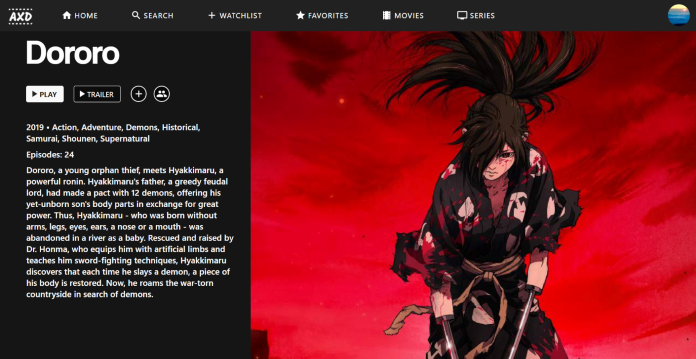 AXD
HOME
SEARCH
WATCHLIST
FAVORITES
MOVIES
SERIES
Dororo
PLAY
TRAILER
2019 • Action, Adventure, Demons, Historical,
Samurai, Shounen, Supernatural
Episodes: 24
Dororo, a young orphan thief, meets Hyakkimaru, a
powerful ronin. Hyakkimaru's father, a greedy feudal
lord, had made a pact with 12 demons, offering his
yet-unborn son's body parts in exchange for great
power. Thus, Hyakkimaru - who was born without
arms, legs, eyes, ears, a nose or a mouth - was
abandoned in a river as a baby. Rescued and raised by
Dr. Honma, who equips him with artificial limbs and
teaches him sword-fighting techniques, Hyakkimaru
discovers that each time he slays a demon, a piece of
his body is restored. Now, he roams the war-torn
countryside in search of demons.